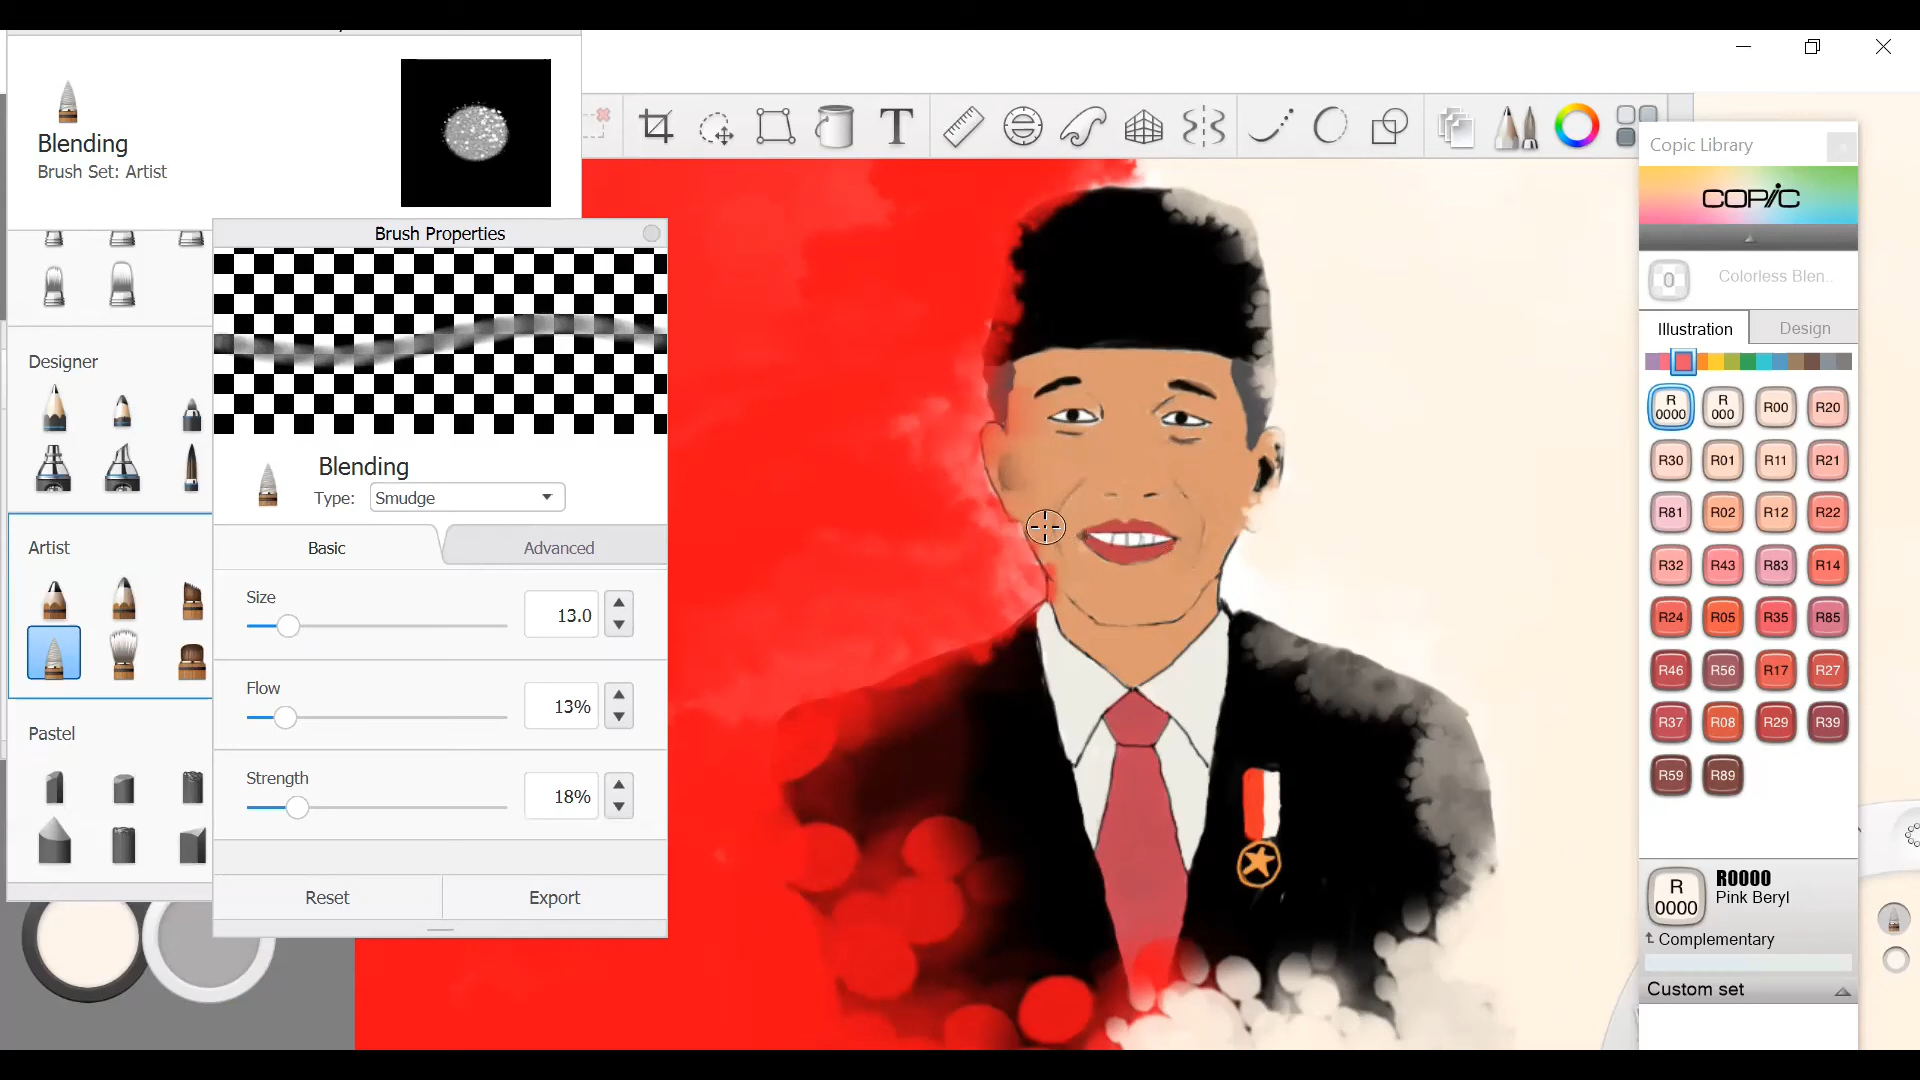 Blending
Brush Set: Artist
T
Brush Properties
Designer
Blending
Type: Smudge
Artist
Basic
Advanced
Size
13.0
Flow
13%
Pastel
Strength
18%
Reset
Export
Copic Library
COPIC
0
Colorless Blen..
Illustration
Design
R 0000
R 000
R00
R20
R30
R01
R11
R21
R81
R02
R12
R22
R32
R43
R83
R14
R24
R05
R35
R85
R46
R56
R17
R27
R37
R08
R29
R39
R59
R89
R 0000
R0000
Pink Beryl
Complementary
Custom set